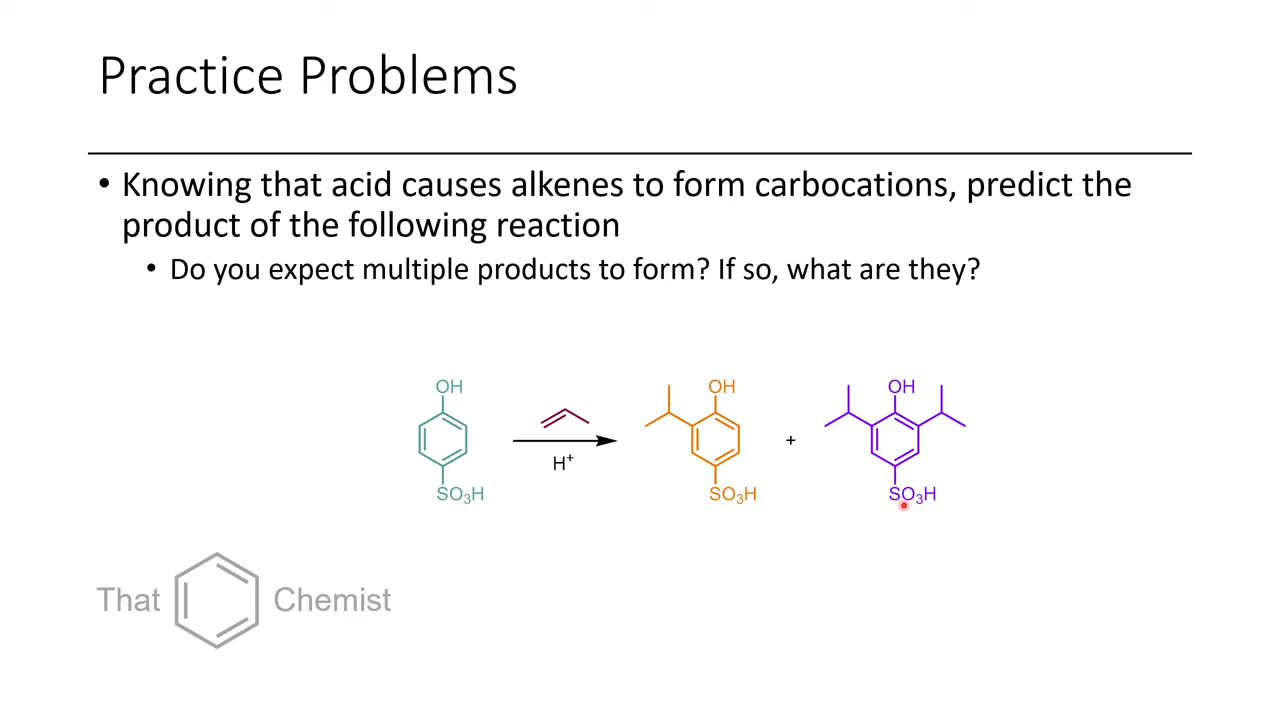 Practice Problems
• Knowing that acid causes alkenes to form carbocations, predict the
product of the following reaction
• Do you expect multiple products to form? If so, what are they?
OH OH OH
H⁺ +
SO₃H SO₃H SO₃H
That Chemist